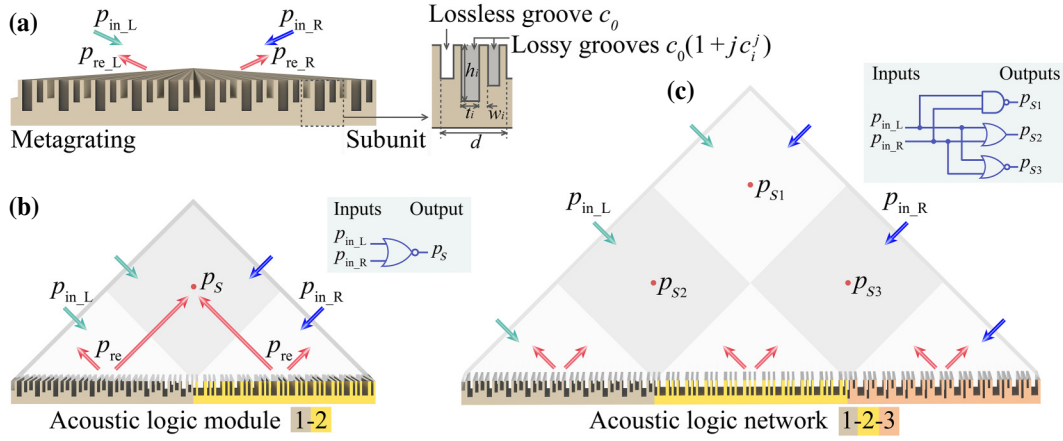 (a)
p_in_L
p_in_R
p_re_L
p_re_R
Metagrating
Subunit
Lossless groove c_0
Lossy grooves c_0(1+jc_i^j)
h_i
t_i
w_i
d
(b)
Inputs Output
p_in_L
p_in_R
p_S
p_S
p_in_L
p_in_R
p_re
p_re
Acoustic logic module 1-2
(c)
Inputs Outputs
p_in_L
p_in_R
p_S1
p_S2
p_S3
p_S1
p_in_L
p_in_R
p_S2
p_S3
Acoustic logic network 1-2-3